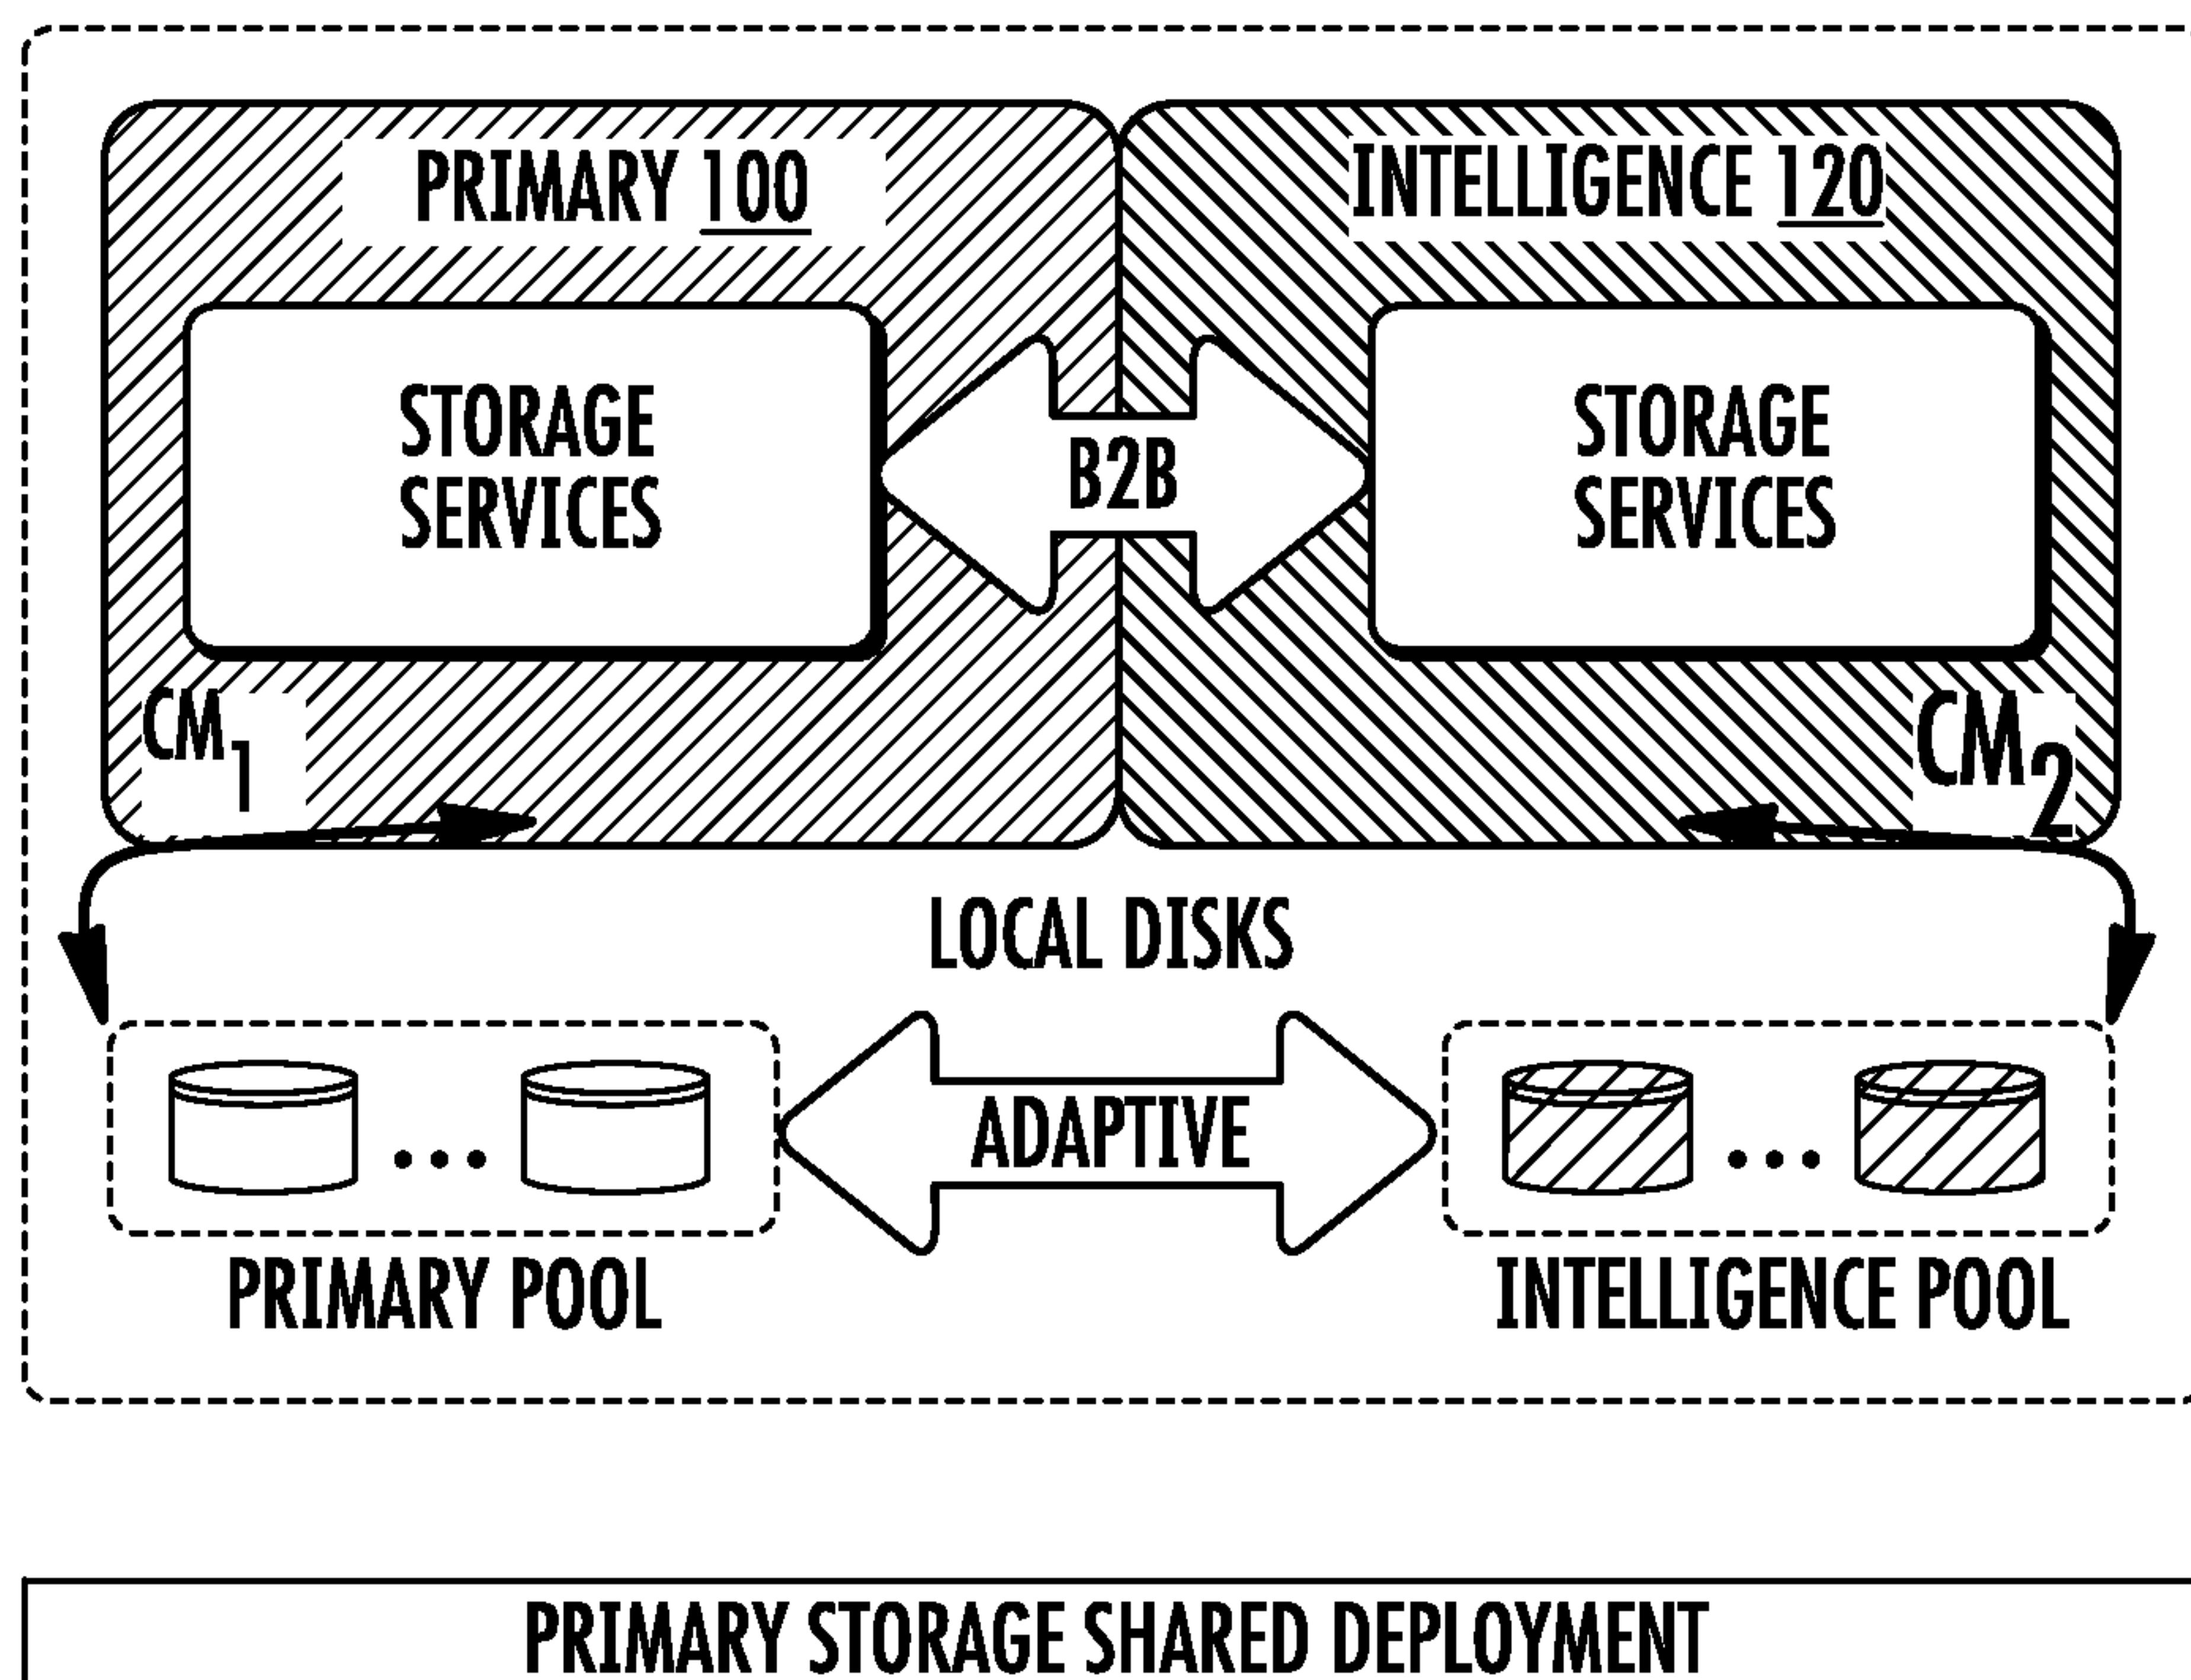 PRIMARY 100
INTELLIGENCE 120
STORAGE
SERVICES
B2B
STORAGE
SERVICES
CM1
CM2
LOCAL DISKS
ADAPTIVE
PRIMARY POOL
INTELLIGENCE POOL
PRIMARY STORAGE SHARED DEPLOYMENT